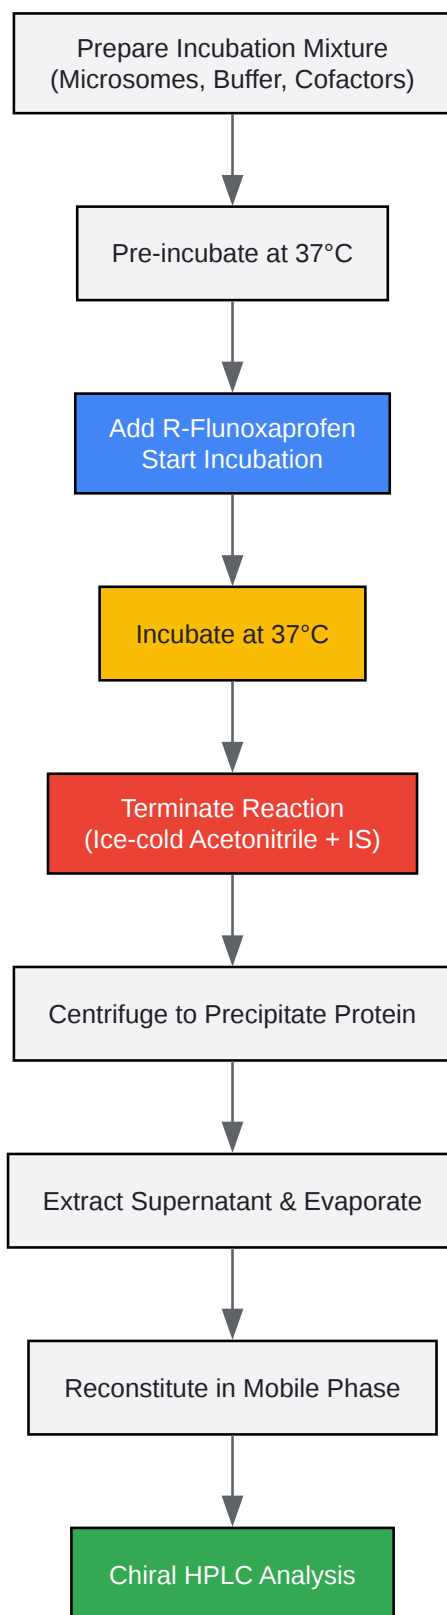 Prepare Incubation Mixture
(Microsomes, Buffer, Cofactors)
Pre-incubate at 37°C
Add R-Flunoxaprofen
Start Incubation
Incubate at 37°C
Terminate Reaction
(Ice-cold Acetonitrile + IS)
Centrifuge to Precipitate Protein
Extract Supernatant & Evaporate
Reconstitute in Mobile Phase
Chiral HPLC Analysis